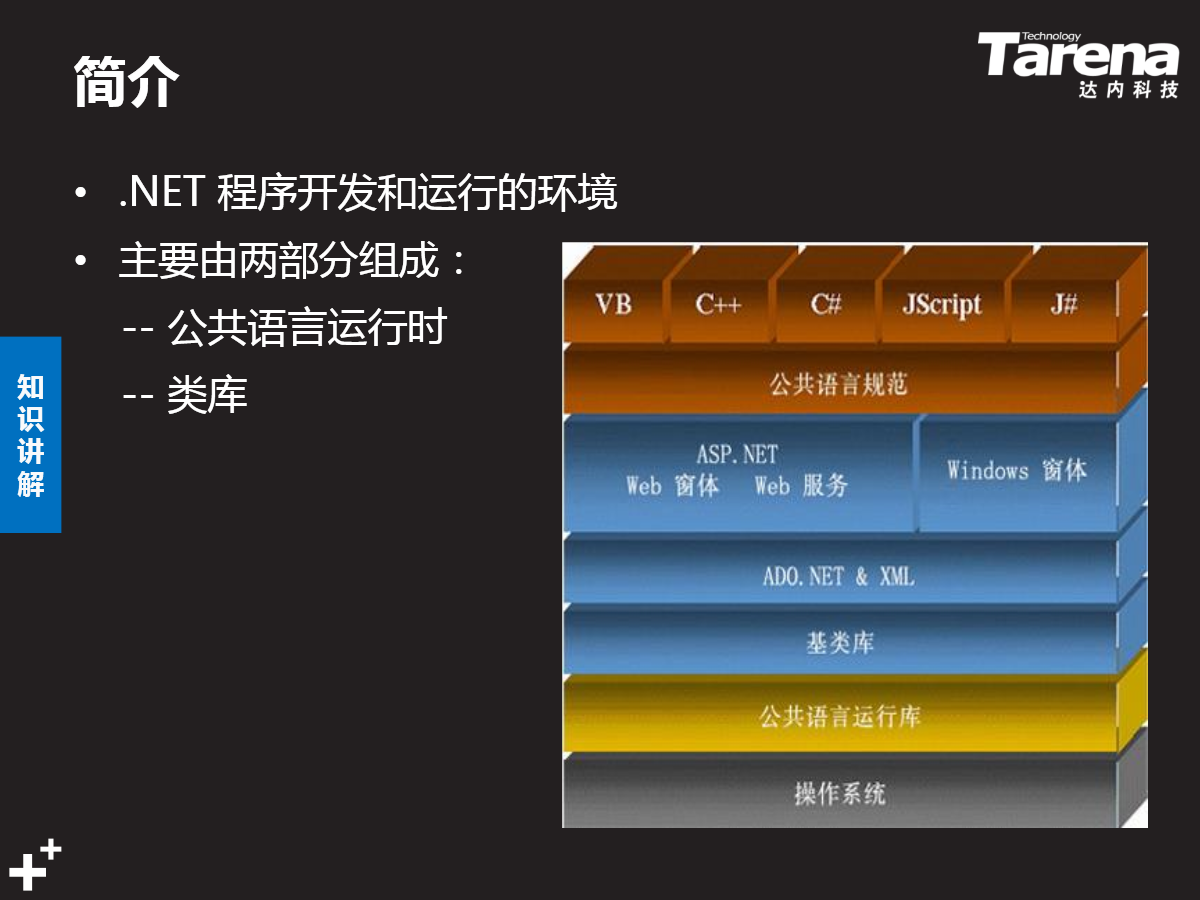 简介
Technology
Tarena
达内科技
• .NET 程序开发和运行的环境
• 主要由两部分组成：
-- 公共语言运行时
-- 类库
知识讲解
VB C++ C# JScript J#
公共语言规范
ASP.NET
Web 窗体 Web 服务
Windows 窗体
ADO.NET & XML
基类库
公共语言运行库
操作系统